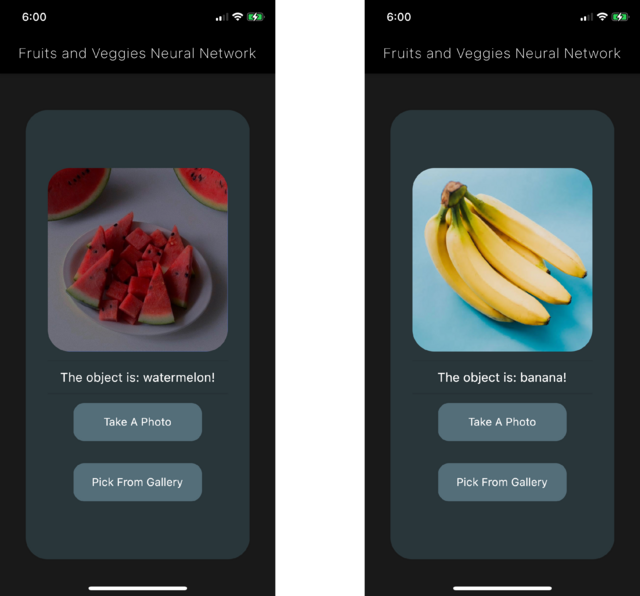 6:00
Fruits and Veggies Neural Network
The object is: watermelon!
Take A Photo
Pick From Gallery
6:00
Fruits and Veggies Neural Network
The object is: banana!
Take A Photo
Pick From Gallery